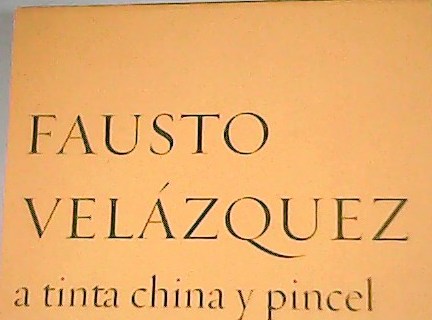 FAUSTO
VELÁZQUEZ
a tinta china y pincel